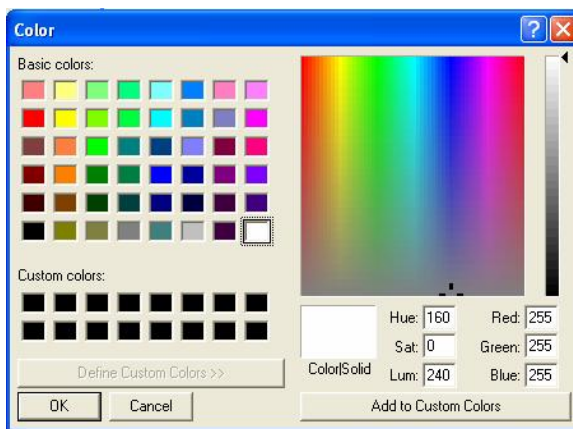 Color
Basic colors:
Custom colors:
Define Custom Colors >>
OK Cancel
Color|Solid
Hue: 160 Red: 255
Sat: 0 Green: 255
Lum: 240 Blue: 255
Add to Custom Colors